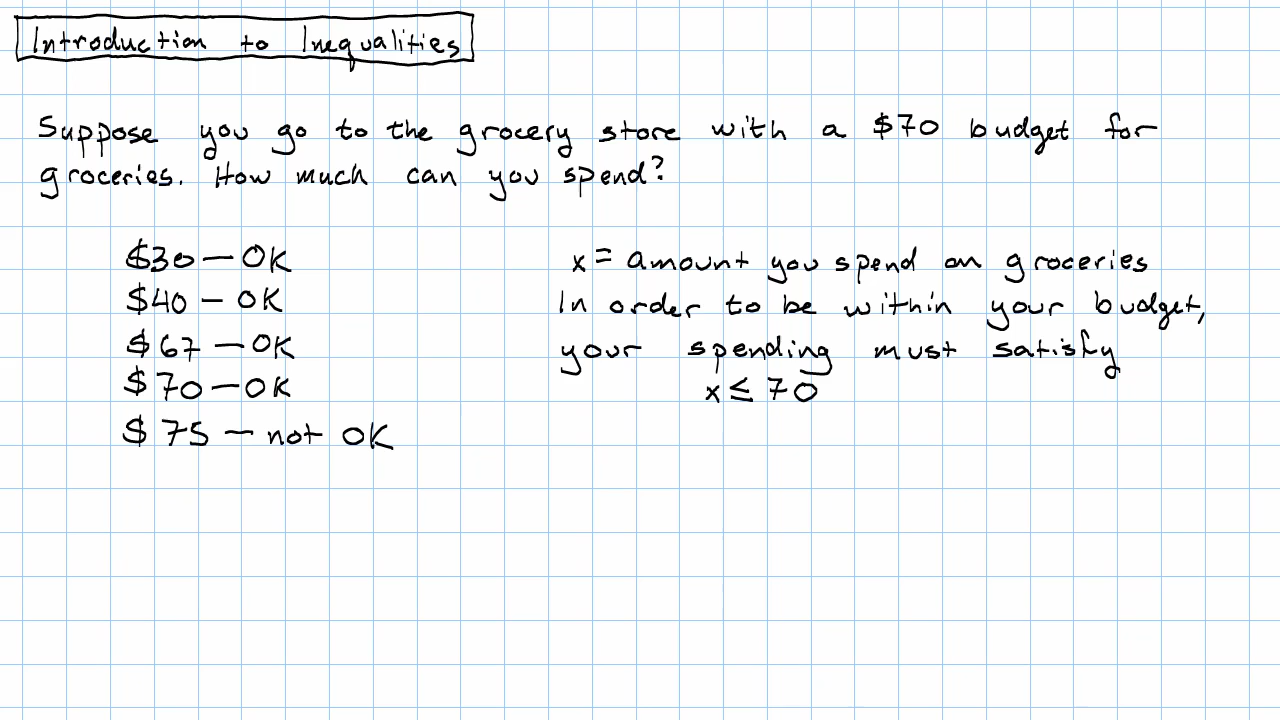 Introduction to Inequalities
Suppose you go to the grocery store with a $70 budget for
groceries. How much can you spend?
$30 — OK
$40 — OK
$67 — OK
$70 — OK
$75 — not OK
x = amount you spend on groceries
In order to be within your budget,
your spending must satisfy
x ≤ 70